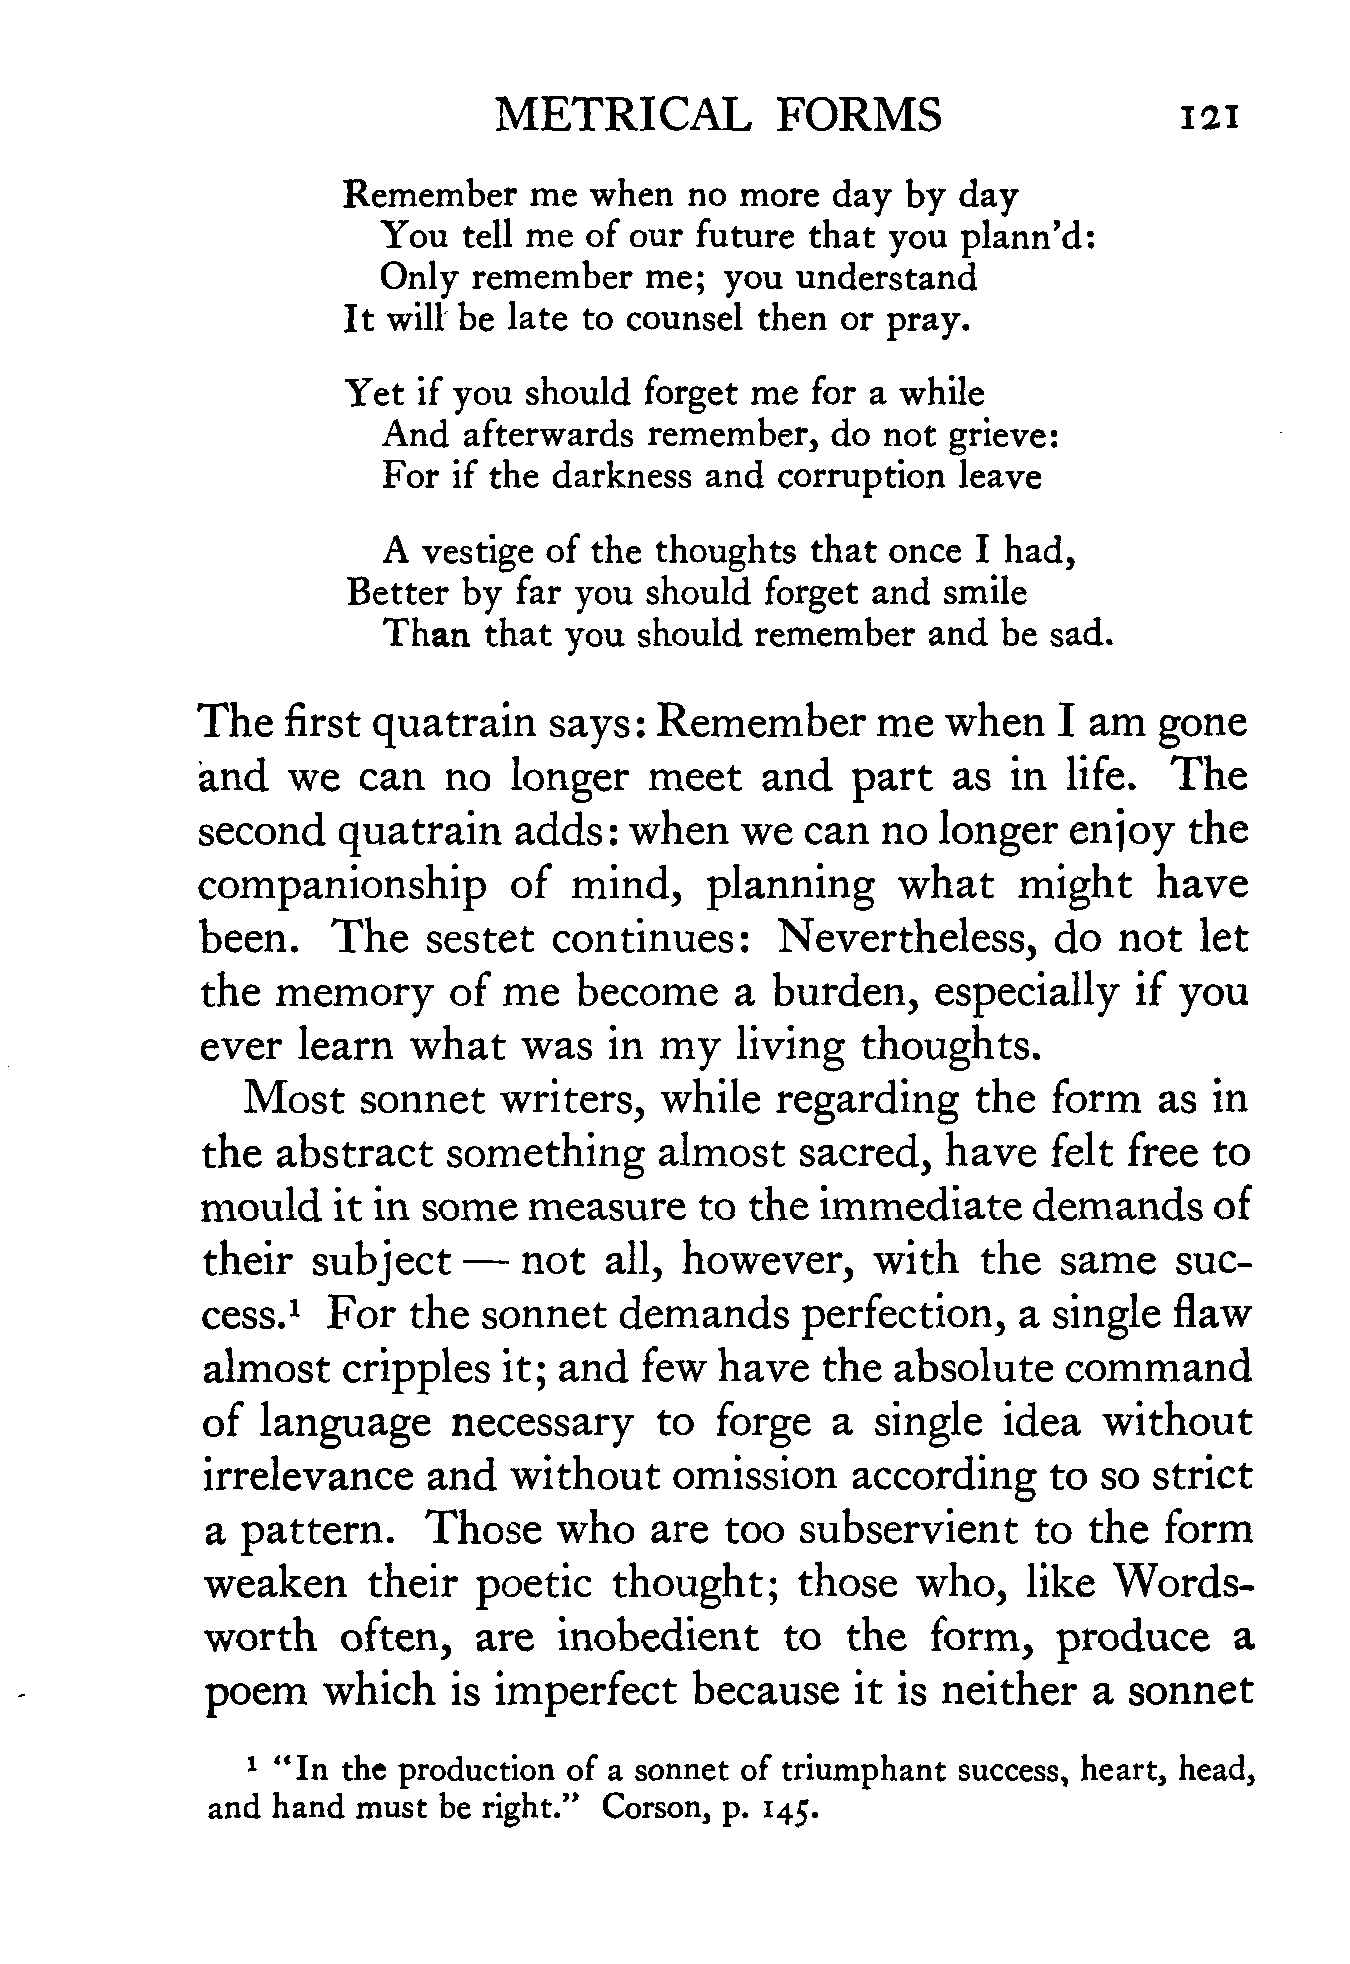 METRICAL FORMS 121
Remember me when no more day by day
You tell me of our future that you plann'd:
Only remember me; you understand
It will be late to counsel then or pray.
Yet if you should forget me for a while
And afterwards remember, do not grieve:
For if the darkness and corruption leave
A vestige of the thoughts that once I had,
Better by far you should forget and smile
Than that you should remember and be sad.
The first quatrain says: Remember me when I am gone
and we can no longer meet and part as in life. The
second quatrain adds: when we can no longer enjoy the
companionship of mind, planning what might have
been. The sestet continues: Nevertheless, do not let
the memory of me become a burden, especially if you
ever learn what was in my living thoughts.
Most sonnet writers, while regarding the form as in
the abstract something almost sacred, have felt free to
mould it in some measure to the immediate demands of
their subject — not all, however, with the same suc-
cess.¹ For the sonnet demands perfection, a single flaw
almost cripples it; and few have the absolute command
of language necessary to forge a single idea without
irrelevance and without omission according to so strict
a pattern. Those who are too subservient to the form
weaken their poetic thought; those who, like Words-
worth often, are inobedient to the form, produce a
poem which is imperfect because it is neither a sonnet
¹ "In the production of a sonnet of triumphant success, heart, head,
and hand must be right." Corson, p. 145.